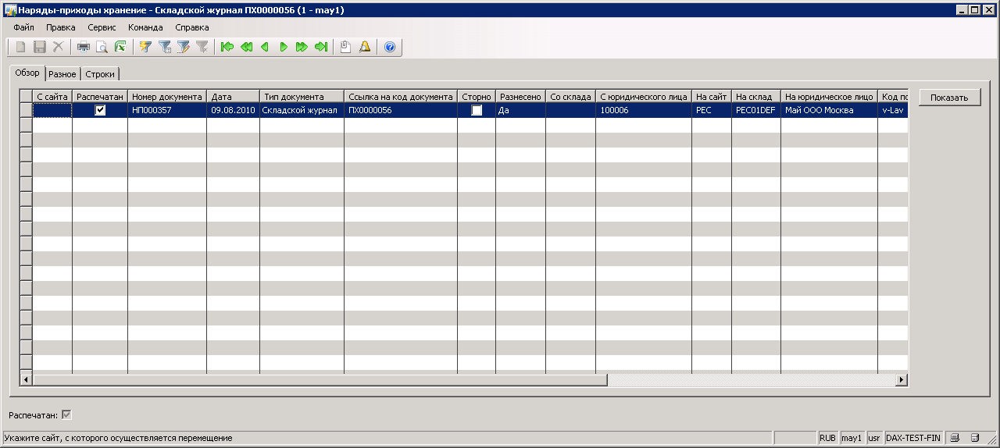 Наряды-приходы хранение - Складской журнал ПХ0000056 (1 - may1)
Файл Правка Сервис Команда Справка
Обзор Разное Строки
С сайта Распечатан Номер документа Дата Тип документа Ссылка на код документа Сторно Разнесено Со склада С юридического лица На сайт На склад На юридическое лицо Код по
Показать
НП000357 09.08.2010 Складской журнал ПХ0000056 Да 100006 РЕС PEC01DEF Май ООО Москва v-Lav
Распечатан:
Укажите сайт, с которого осуществляется перемещение RUB may1 usr DAX-TEST-FIN